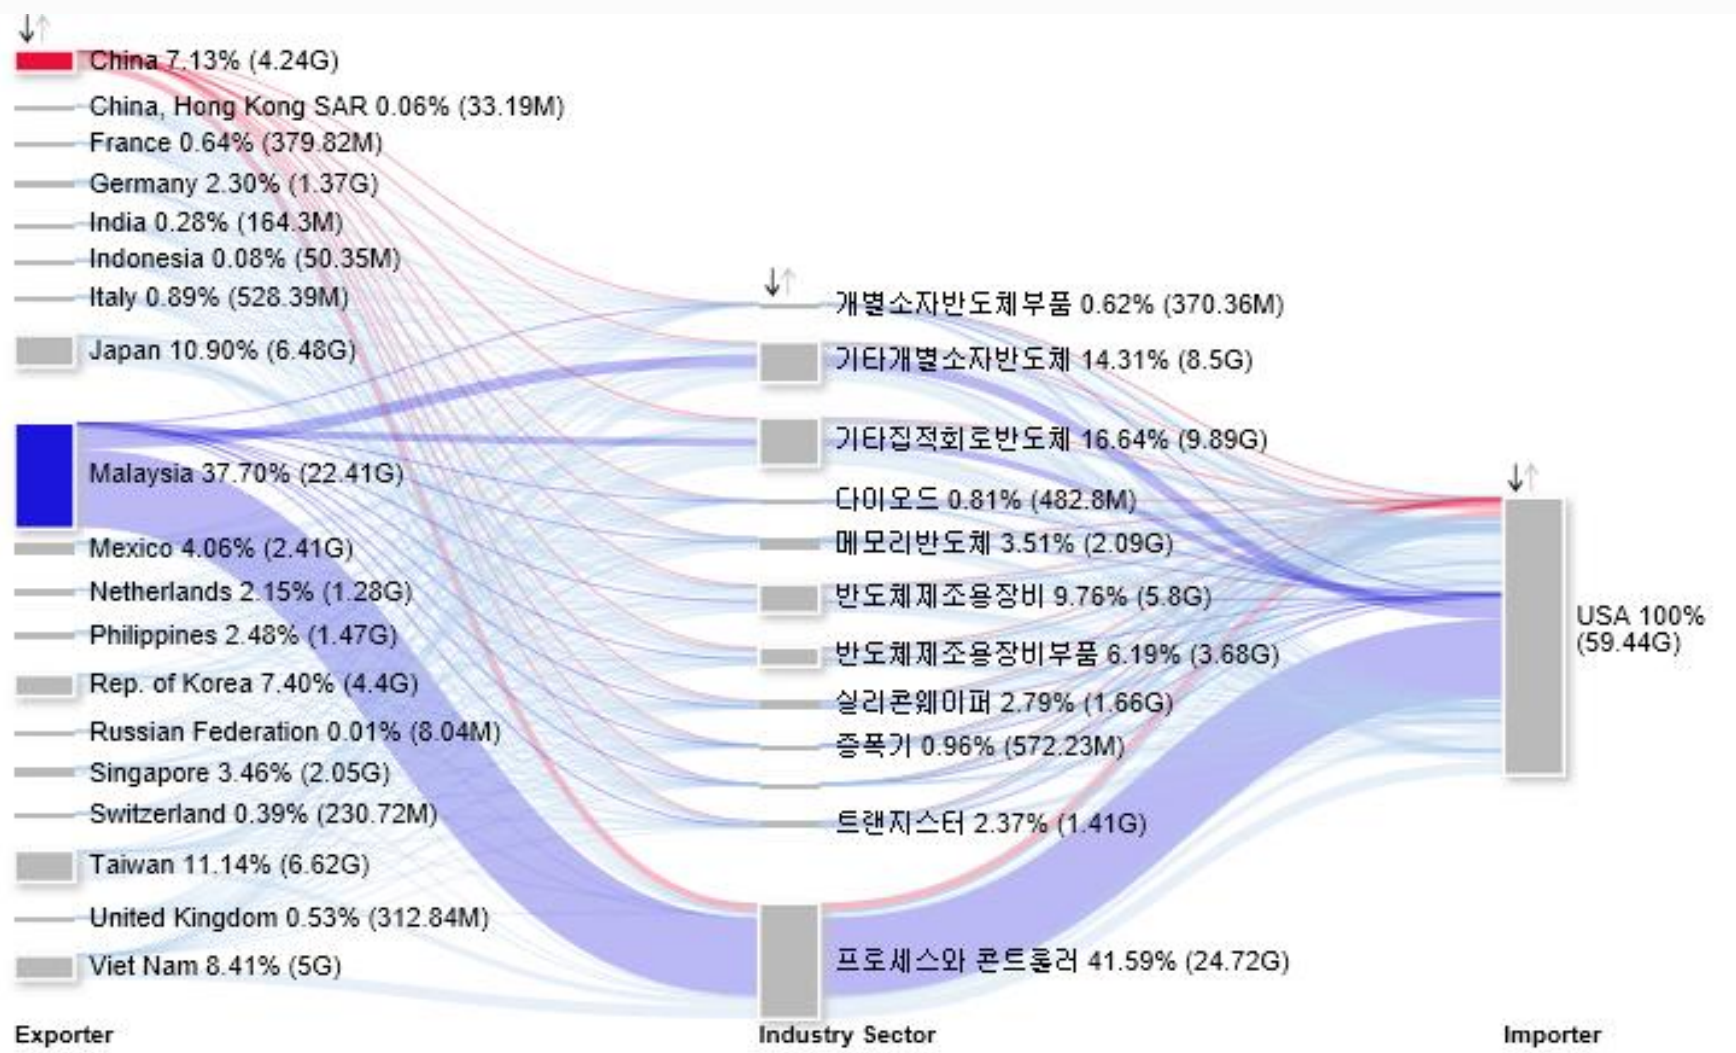 China 7.13% (4.24G)
China, Hong Kong SAR 0.06% (33.19M)
France 0.64% (379.82M)
Germany 2.30% (1.37G)
India 0.28% (164.3M)
Indonesia 0.08% (50.35M)
Italy 0.89% (528.39M)
Japan 10.90% (6.48G)
Malaysia 37.70% (22.41G)
Mexico 4.06% (2.41G)
Netherlands 2.15% (1.28G)
Philippines 2.48% (1.47G)
Rep. of Korea 7.40% (4.4G)
Russian Federation 0.01% (8.04M)
Singapore 3.46% (2.05G)
Switzerland 0.39% (230.72M)
Taiwan 11.14% (6.62G)
United Kingdom 0.53% (312.84M)
Viet Nam 8.41% (5G)
Exporter
개별소자반도체부품 0.62% (370.36M)
기타개별소자반도체 14.31% (8.5G)
기타집적회로반도체 16.64% (9.89G)
다이오드 0.81% (482.8M)
메모리반도체 3.51% (2.09G)
반도체제조용장비 9.76% (5.8G)
반도체제조용장비부품 6.19% (3.68G)
실리콘웨이퍼 2.79% (1.66G)
증폭기 0.96% (572.23M)
트랜지스터 2.37% (1.41G)
프로세스와 콘트롤러 41.59% (24.72G)
Industry Sector
USA 100%
(59.44G)
Importer